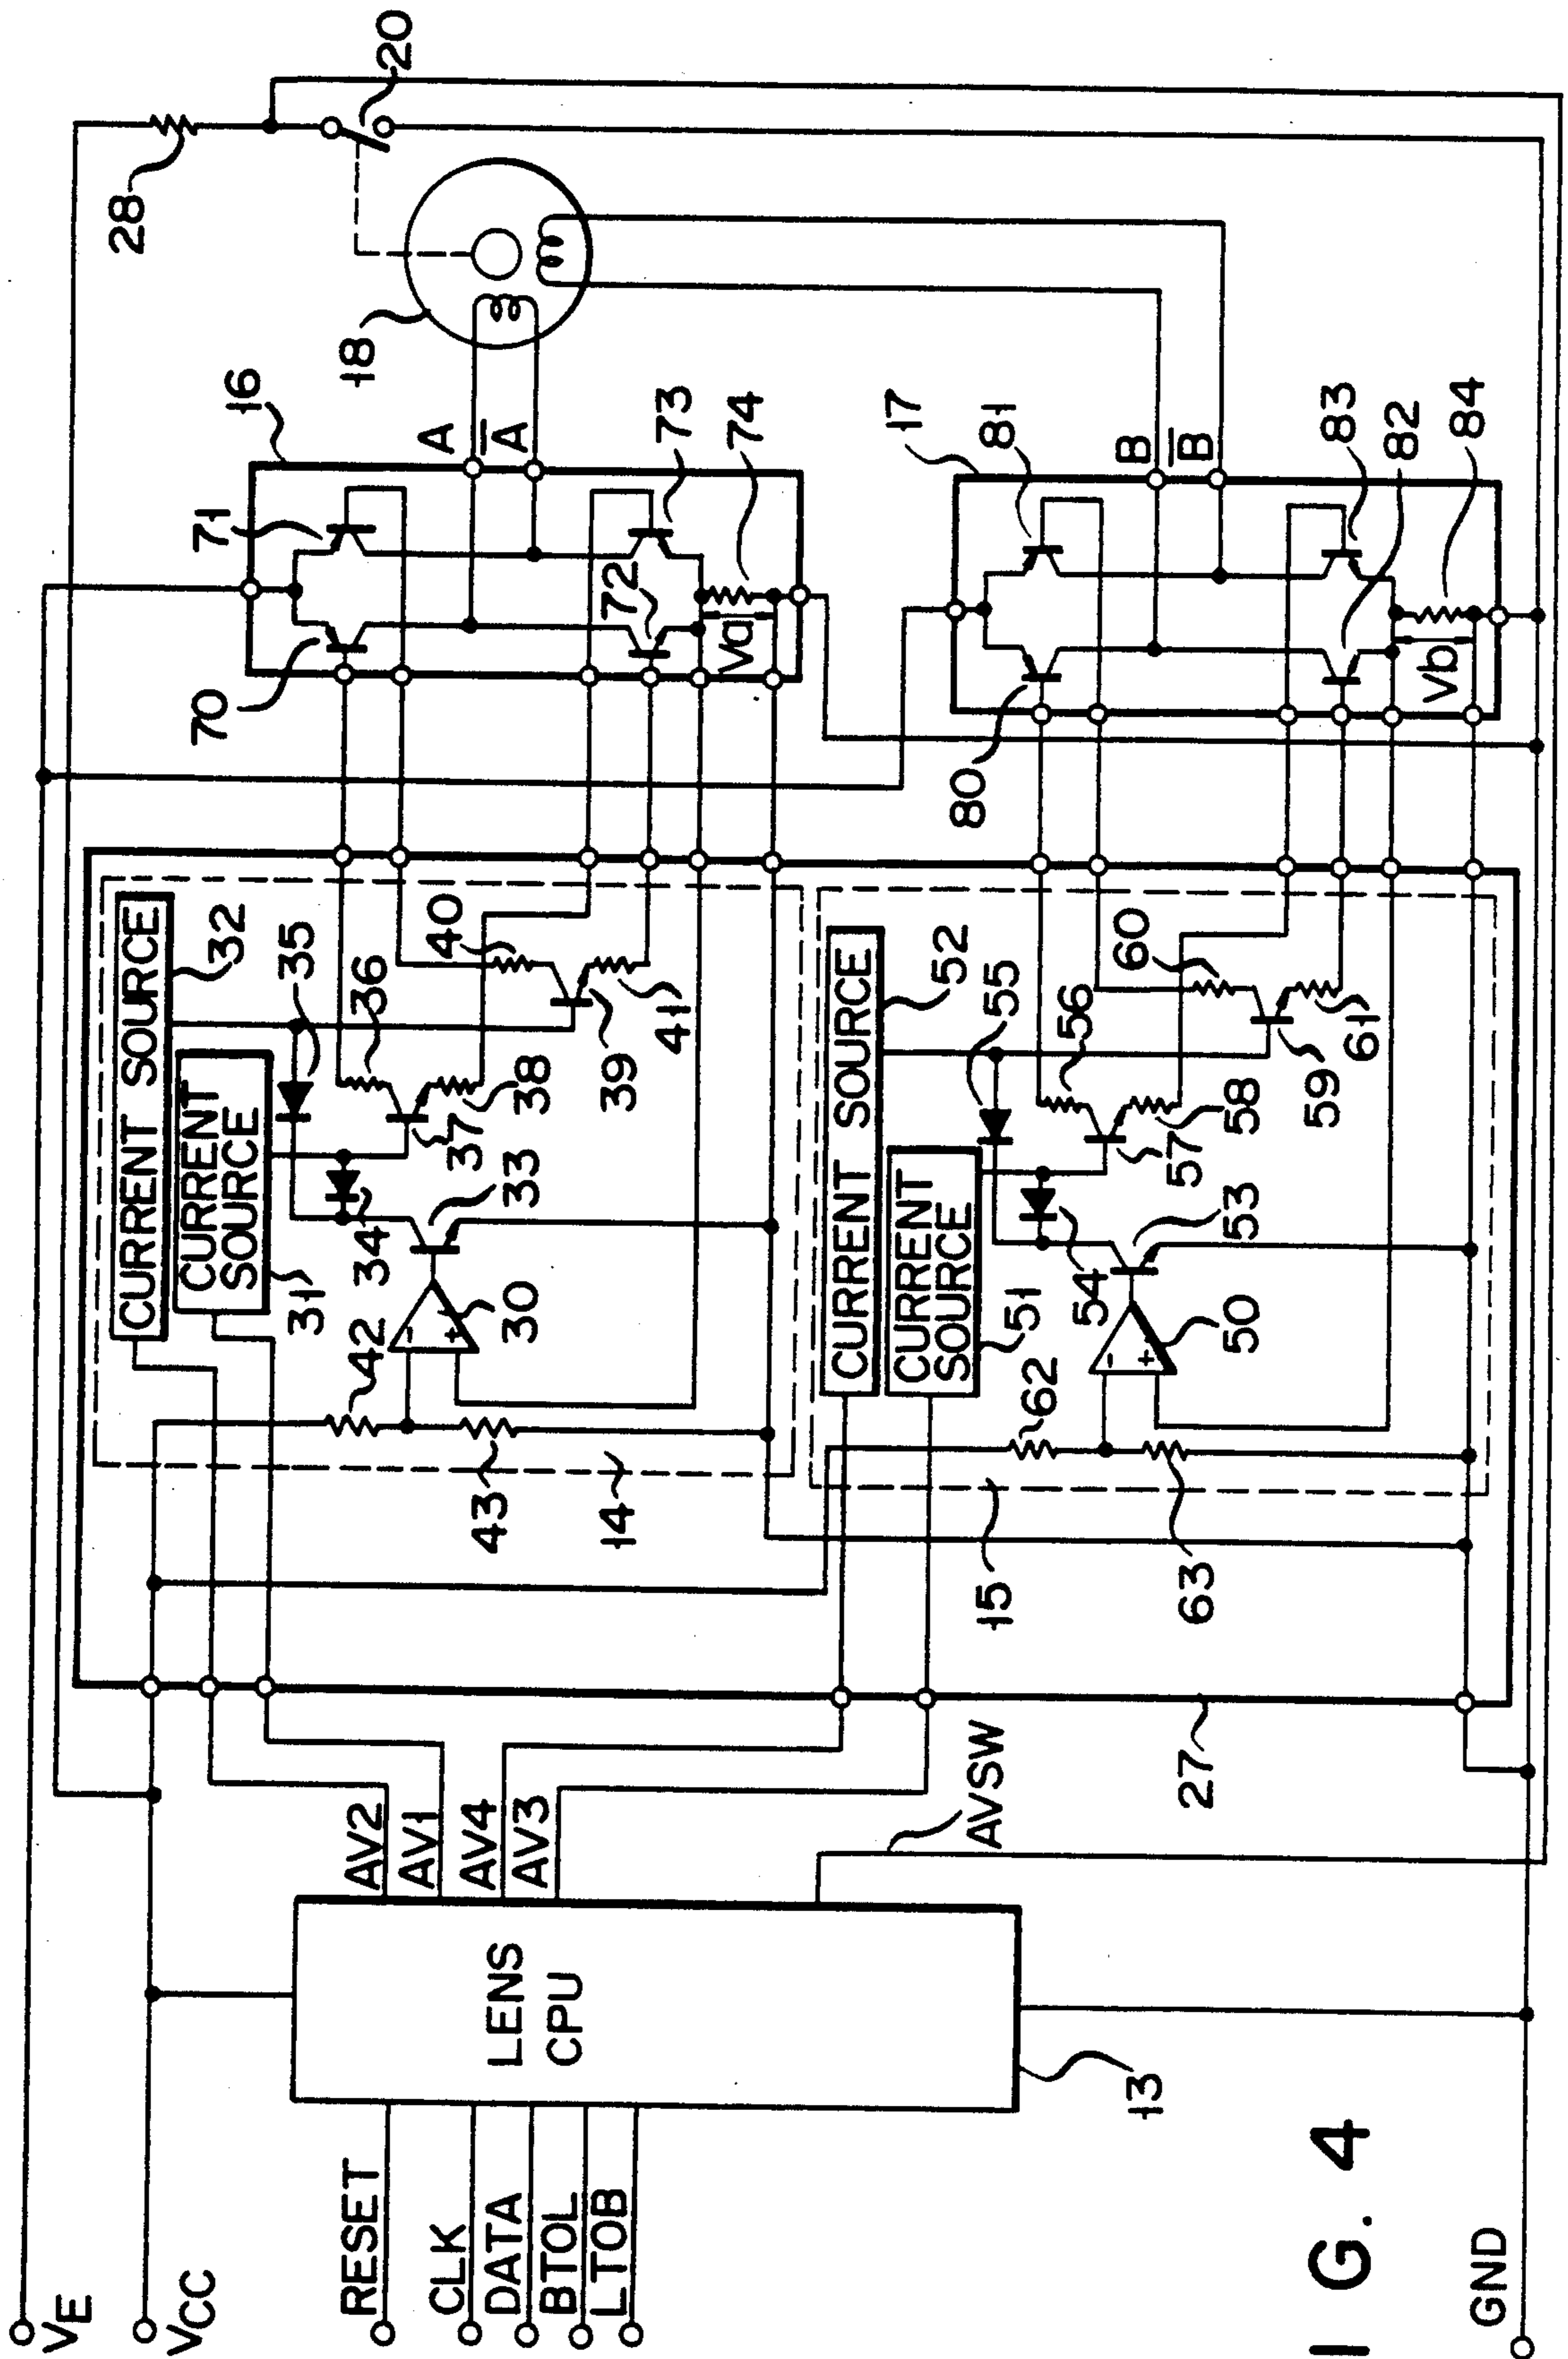 VE
VCC
RESET
CLK
DATA
BTOL
LTOB
GND
LENS
CPU
13
AV2
AV1
AV4
AV3
AVSW
27
CURRENT SOURCE
32
CURRENT
SOURCE
31
35
36
34
37
38
33
42
30
43
14
39
40
41
CURRENT SOURCE
52
CURRENT
SOURCE
51
55
56
54
57
58
53
62
50
63
15
59
60
61
16
70
71
72
73
74
Va
A
A̅
17
80
81
82
83
84
Vb
B
B̅
18
28
20
IG. 4